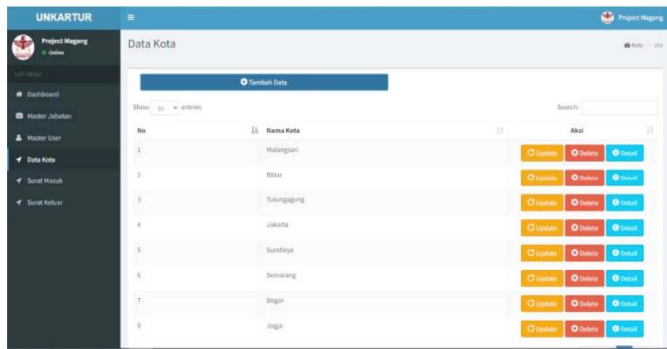 UNKARTUR
Project Magang
Project Magang
Online
Data Kota
LIST MENU
Dashboard
Master Jabatan
Master User
Data Kota
Surat Masuk
Surat Keluar
Tambah Data
Show 10 entries
Search:
No Nama Kota Aksi
1 Malangsari Update Delete Detail
2 Blitar Update Delete Detail
3 Tulungagung Update Delete Detail
4 Jakarta Update Delete Detail
5 Surabaya Update Delete Detail
6 Semarang Update Delete Detail
7 Bogor Update Delete Detail
8 Jogja Update Delete Detail